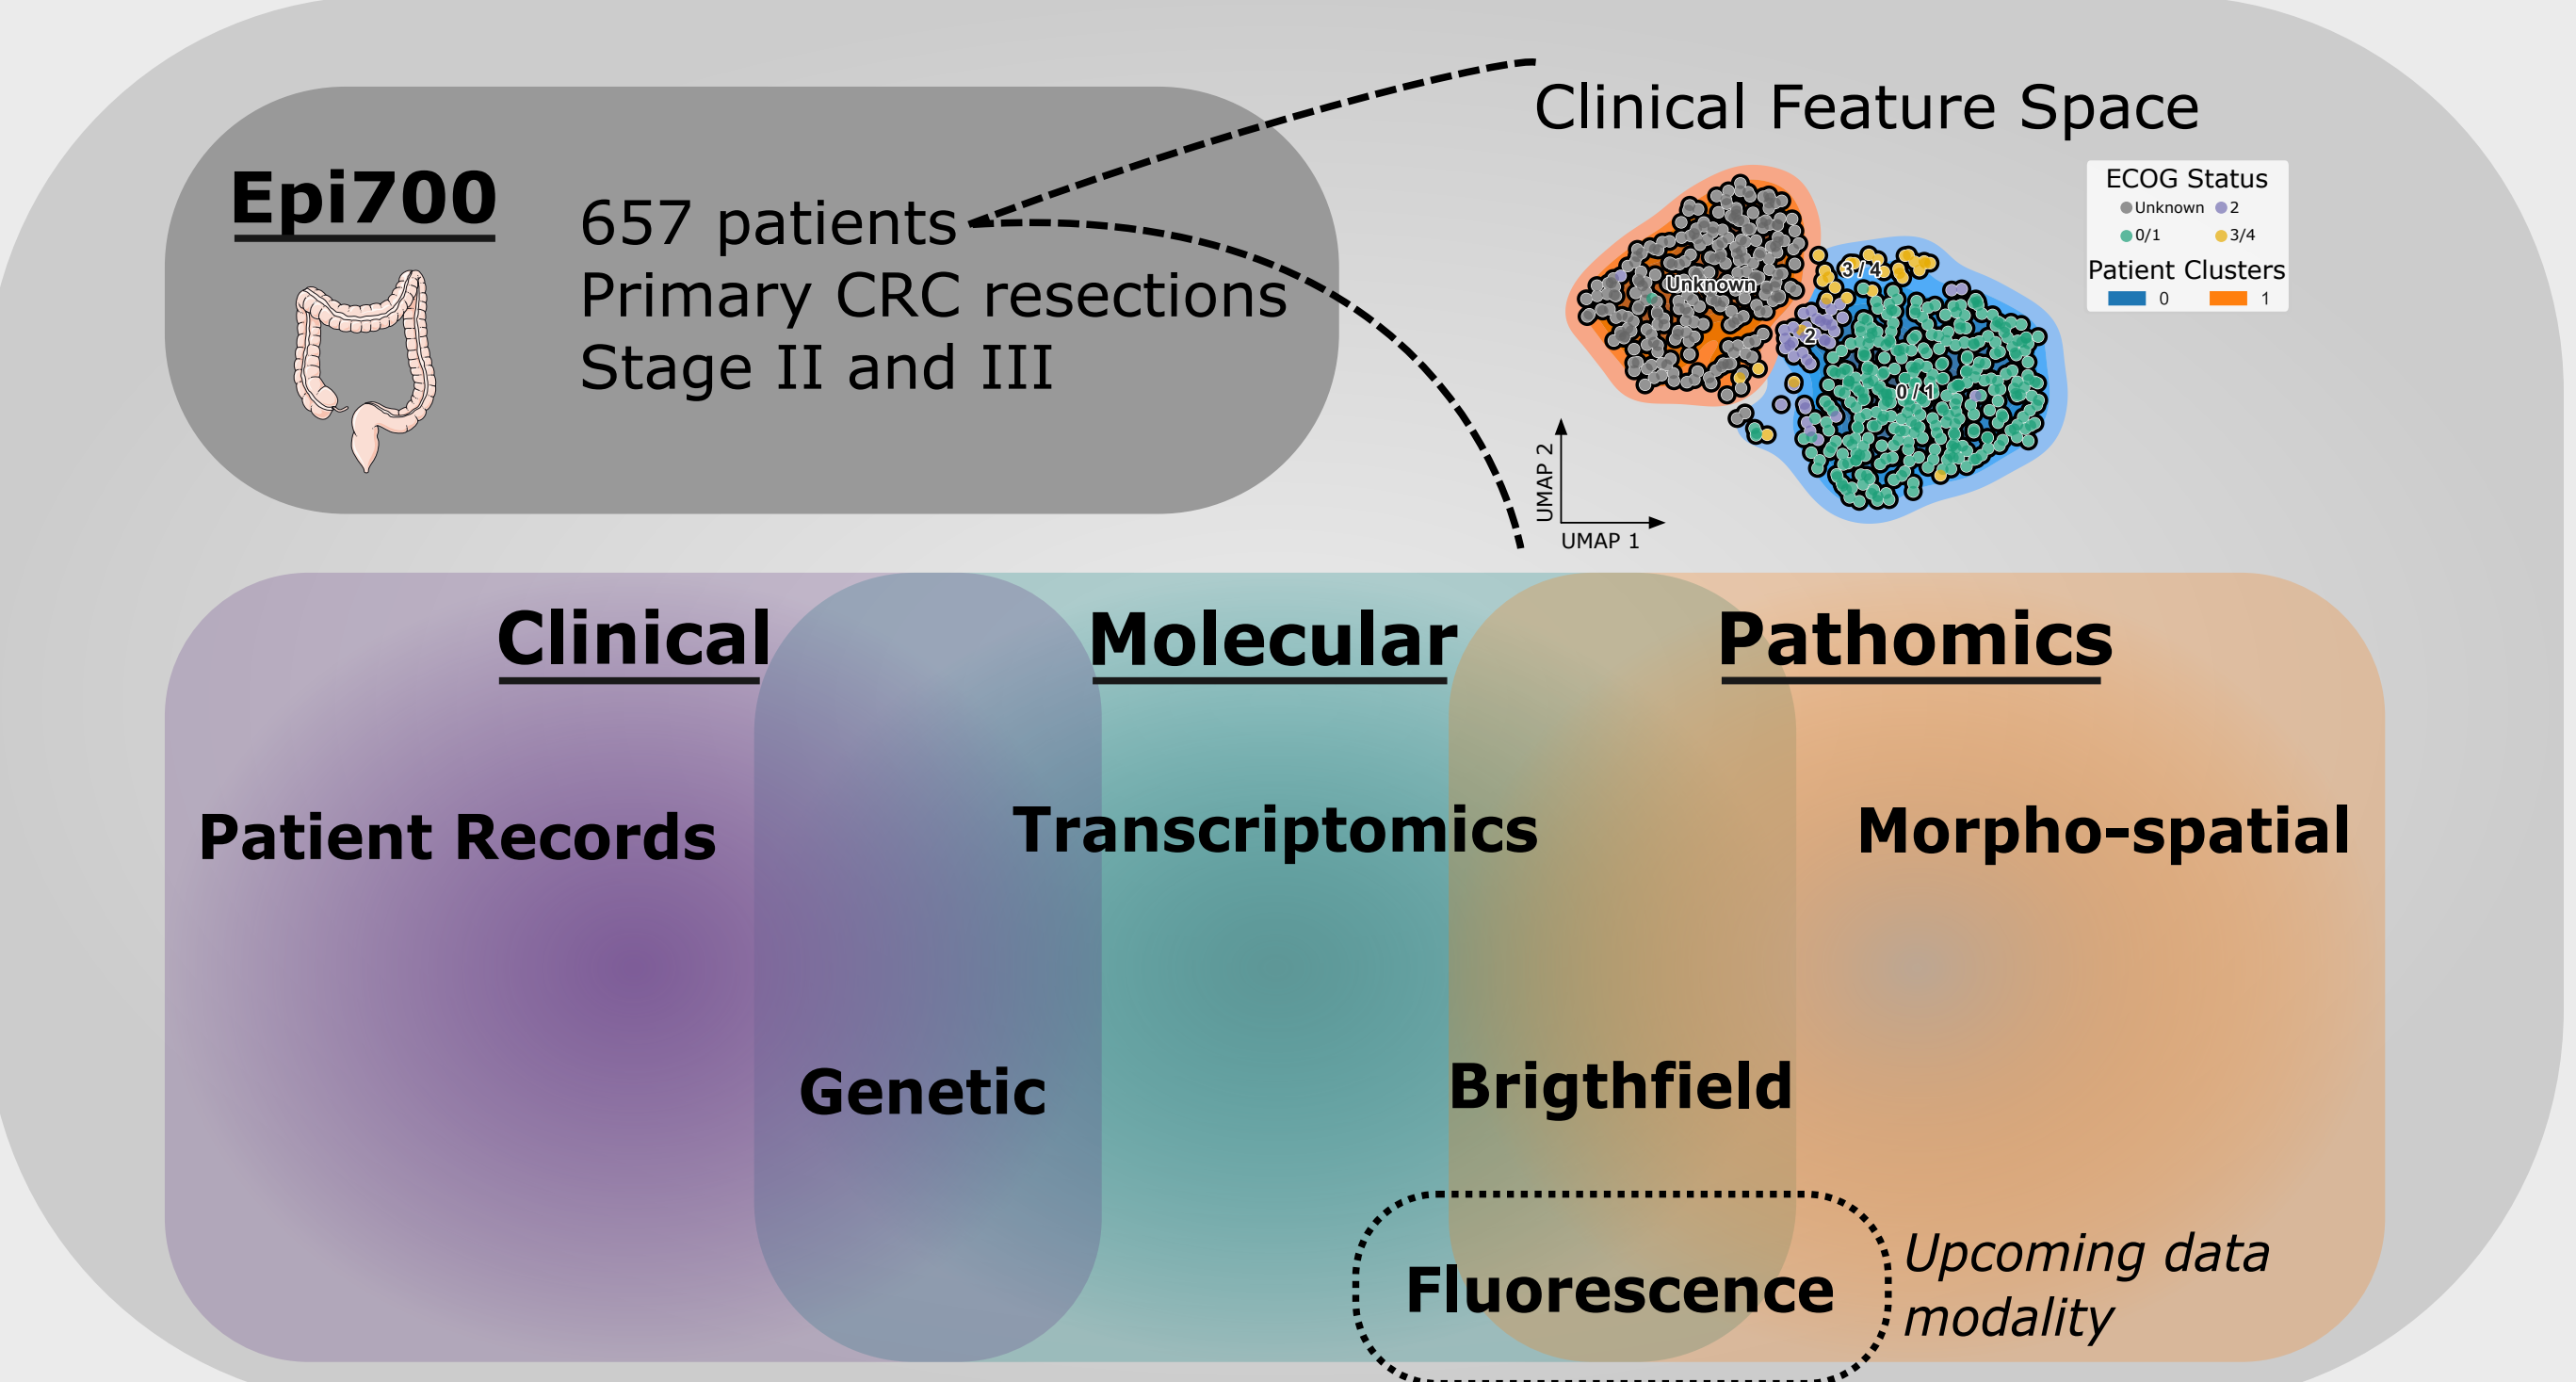 Epi700
657 patients
Primary CRC resections
Stage II and III
Clinical Feature Space
ECOG Status
Unknown 2
0/1 3/4
Patient Clusters
0 1
Unknown
3 / 4
2
0 / 1
UMAP 2
UMAP 1
Clinical
Molecular
Pathomics
Patient Records
Transcriptomics
Morpho-spatial
Genetic
Brigthfield
Fluorescence
Upcoming data
modality